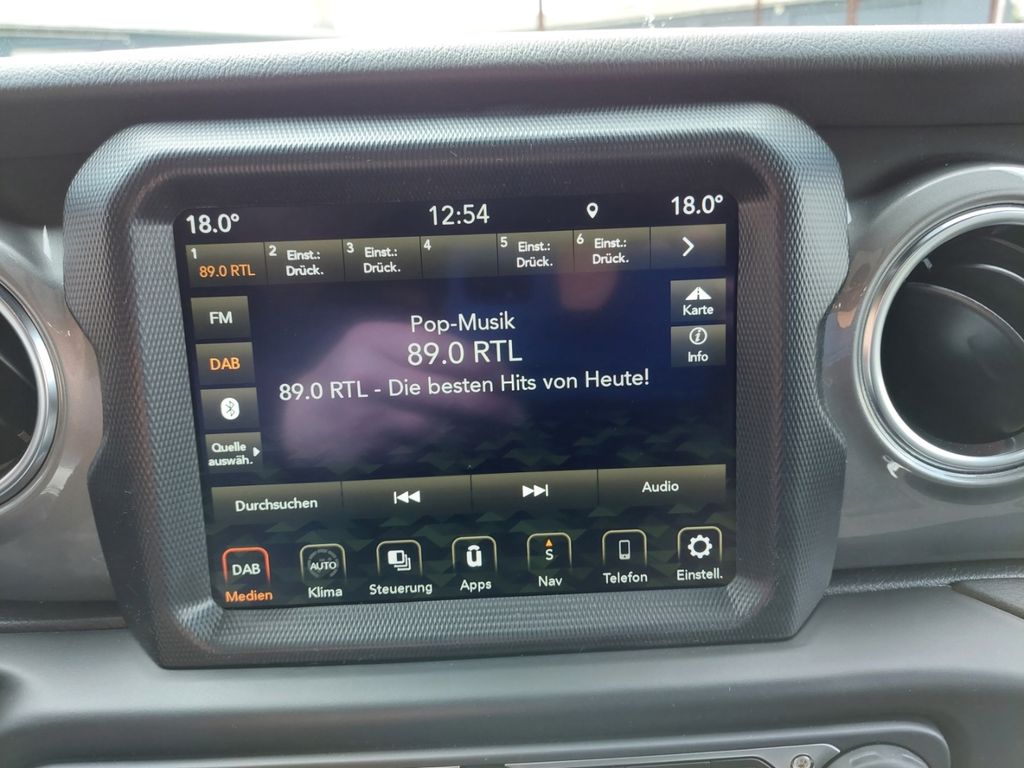 18.0° 12:54 18.0°
1 2 Einst.: 3 Einst.: 4 5 Einst.: 6 Einst.:
89.0 RTL Drück. Drück. Drück. Drück.
FM
DAB
Quelle
auswäh.
Pop-Musik
89.0 RTL
89.0 RTL - Die besten Hits von Heute!
Karte
Info
Durchsuchen Audio
DAB AUTO S
Medien Klima Steuerung Apps Nav Telefon Einstell.